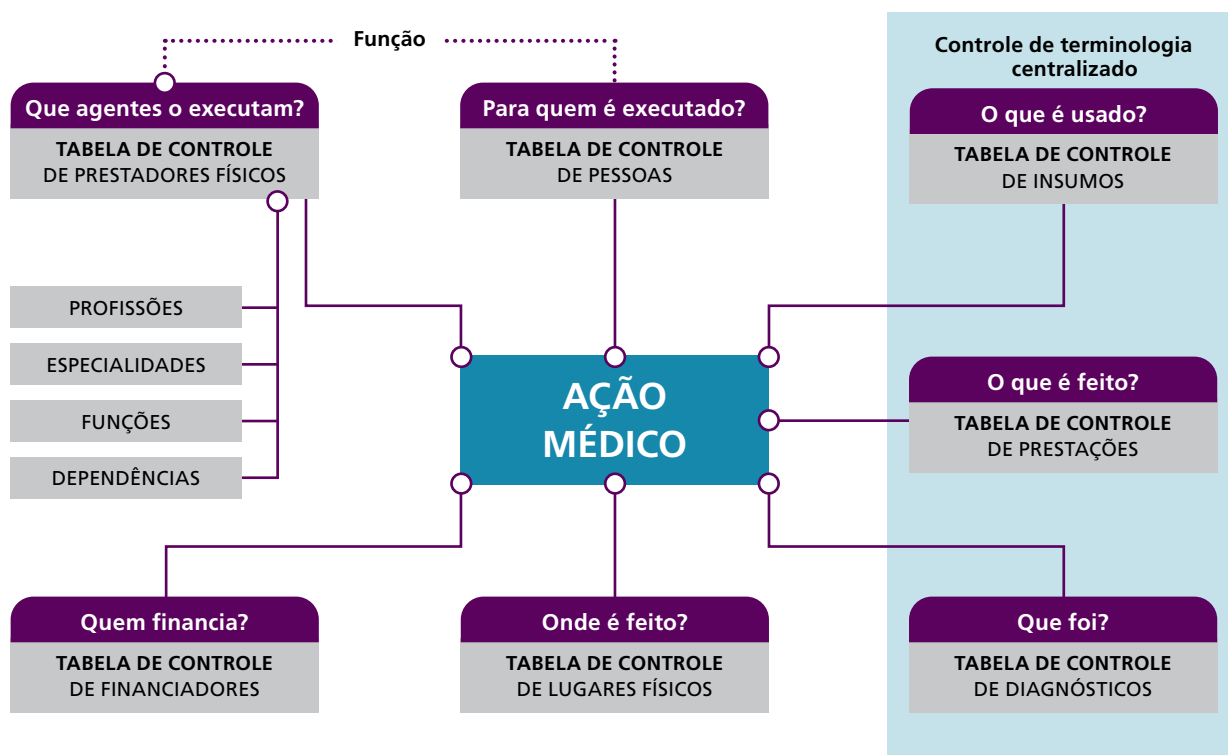 Função
Controle de terminologia
centralizado
Que agentes o executam?
TABELA DE CONTROLE
DE PRESTADORES FÍSICOS
Para quem é executado?
TABELA DE CONTROLE
DE PESSOAS
O que é usado?
TABELA DE CONTROLE
DE INSUMOS
PROFISSÕES
ESPECIALIDADES
FUNÇÕES
DEPENDÊNCIAS
AÇÃO
MÉDICO
O que é feito?
TABELA DE CONTROLE
DE PRESTAÇÕES
Quem financia?
TABELA DE CONTROLE
DE FINANCIADORES
Onde é feito?
TABELA DE CONTROLE
DE LUGARES FÍSICOS
Que foi?
TABELA DE CONTROLE
DE DIAGNÓSTICOS